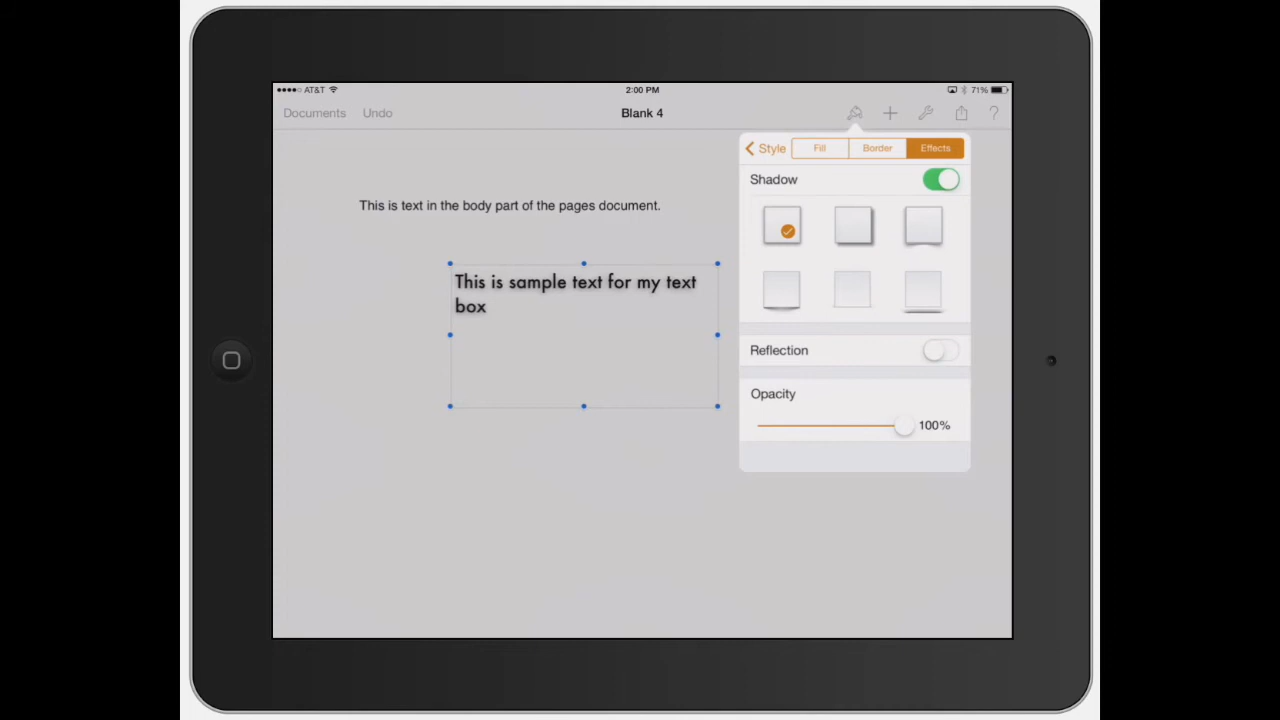 AT&T
2:00 PM
71%
Documents
Undo
Blank 4
?
Style
Fill
Border
Effects
Shadow
This is text in the body part of the pages document.
This is sample text for my text
box
Reflection
Opacity
100%